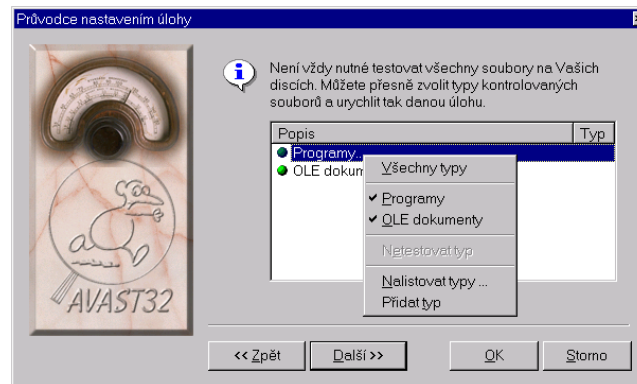 Průvodce nastavením úlohy
Není vždy nutné testovat všechny soubory na Vašich
discích. Můžete přesně zvolit typy kontrolovaných
souborů a urychlit tak danou úlohu.
Popis Typ
Programy...
OLE dokum
Všechny typy
Programy
OLE dokumenty
Netestovat typ
Nalistovat typy ...
Přidat typ
AVAST32
<< Zpět Další >> OK Storno